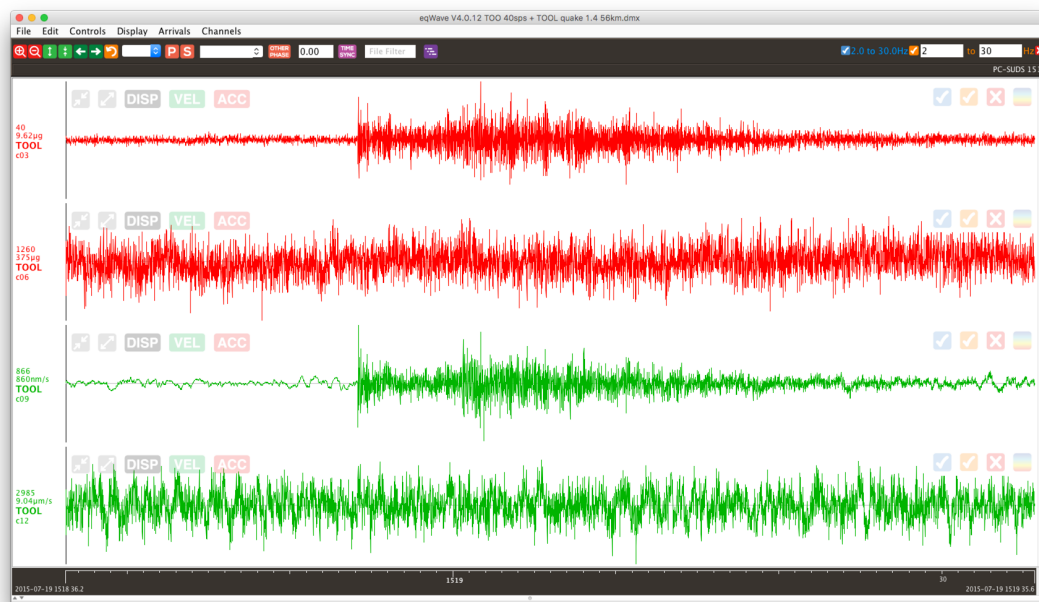 eqWave V4.0.12 TOO 40sps + TOOL quake 1.4 56km.dmx
File Edit Controls Display Arrivals Channels
P S OTHER PHASE 0.00 TIME SYNC File Filter 2.0 to 30.0Hz 2 to 30 Hz
PC-SUDS 15
DISP VEL ACC
40
9.62µg
TOOL
c03
DISP VEL ACC
1260
375µg
TOOL
c06
DISP VEL ACC
866
860nm/s
TOOL
c09
DISP VEL ACC
2985
9.04µm/s
TOOL
c12
1519 30
2015-07-19 1518 36.2 2015-07-19 1519 35.6